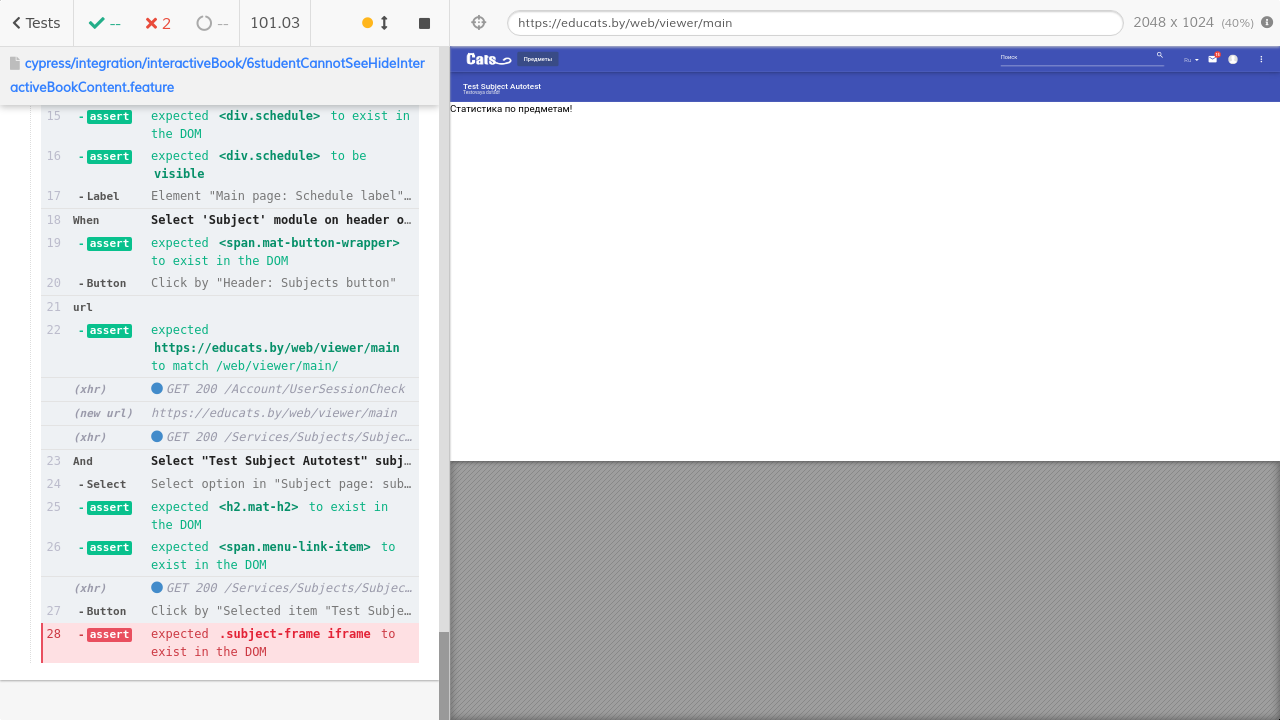 Tests
--
2
--
101.03
https://educats.by/web/viewer/main
2048 x 1024 (40%)
cypress/integration/interactiveBook/6studentCannotSeeHideInter
activeBookContent.feature
15 - assert expected <div.schedule> to exist in
the DOM
16 - assert expected <div.schedule> to be
visible
17 - Label Element "Main page: Schedule label"…
18 When Select 'Subject' module on header o…
19 - assert expected <span.mat-button-wrapper>
to exist in the DOM
20 - Button Click by "Header: Subjects button"
21 url
22 - assert expected
https://educats.by/web/viewer/main
to match /web/viewer/main/
(xhr) GET 200 /Account/UserSessionCheck
(new url) https://educats.by/web/viewer/main
(xhr) GET 200 /Services/Subjects/Subjec…
23 And Select "Test Subject Autotest" subj…
24 - Select Select option in "Subject page: sub…
25 - assert expected <h2.mat-h2> to exist in
the DOM
26 - assert expected <span.menu-link-item> to
exist in the DOM
(xhr) GET 200 /Services/Subjects/Subjec…
27 - Button Click by "Selected item "Test Subje…
28 - assert expected .subject-frame iframe to
exist in the DOM
Cats
Предметы
Поиск
Ru
Test Subject Autotest
Статистика по предметам!